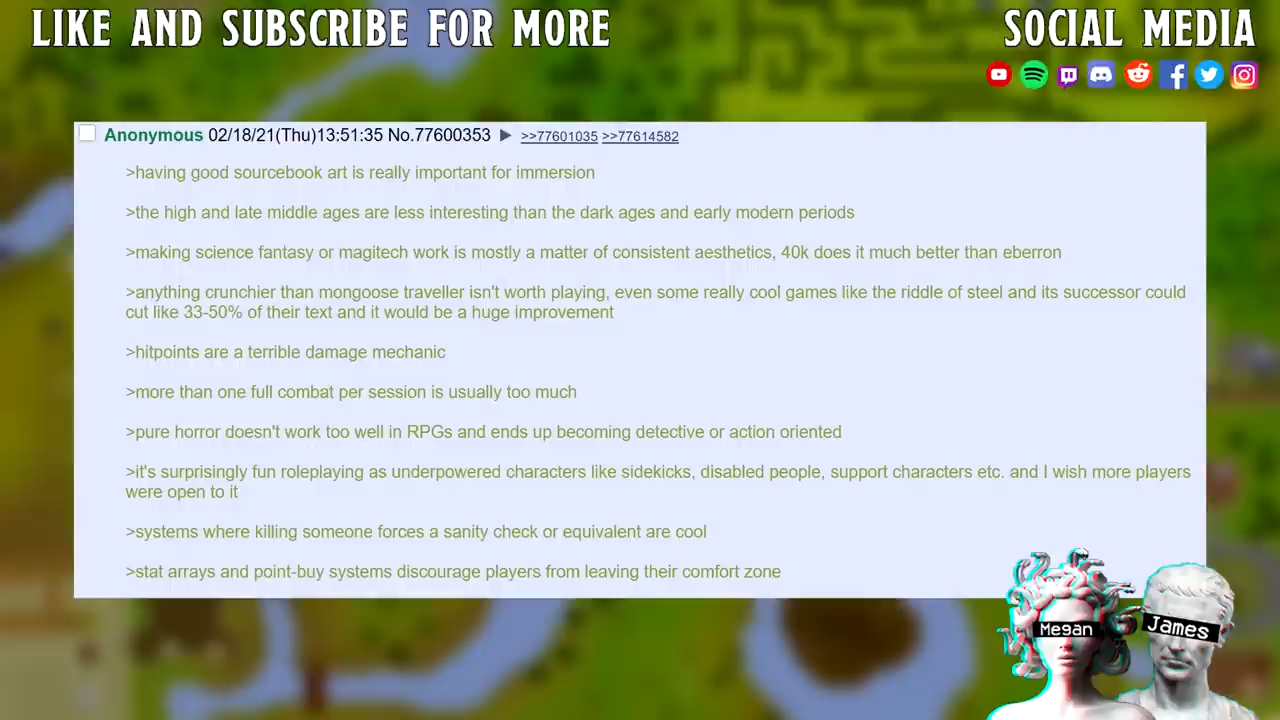 LIKE AND SUBSCRIBE FOR MORE
SOCIAL MEDIA
Anonymous 02/18/21(Thu)13:51:35 No.77600353 ▶ >>77601035 >>77614582
>having good sourcebook art is really important for immersion
>the high and late middle ages are less interesting than the dark ages and early modern periods
>making science fantasy or magitech work is mostly a matter of consistent aesthetics, 40k does it much better than eberron
>anything crunchier than mongoose traveller isn't worth playing, even some really cool games like the riddle of steel and its successor could
cut like 33-50% of their text and it would be a huge improvement
>hitpoints are a terrible damage mechanic
>more than one full combat per session is usually too much
>pure horror doesn't work too well in RPGs and ends up becoming detective or action oriented
>it's surprisingly fun roleplaying as underpowered characters like sidekicks, disabled people, support characters etc. and I wish more players
were open to it
>systems where killing someone forces a sanity check or equivalent are cool
>stat arrays and point-buy systems discourage players from leaving their comfort zone
Megan
James